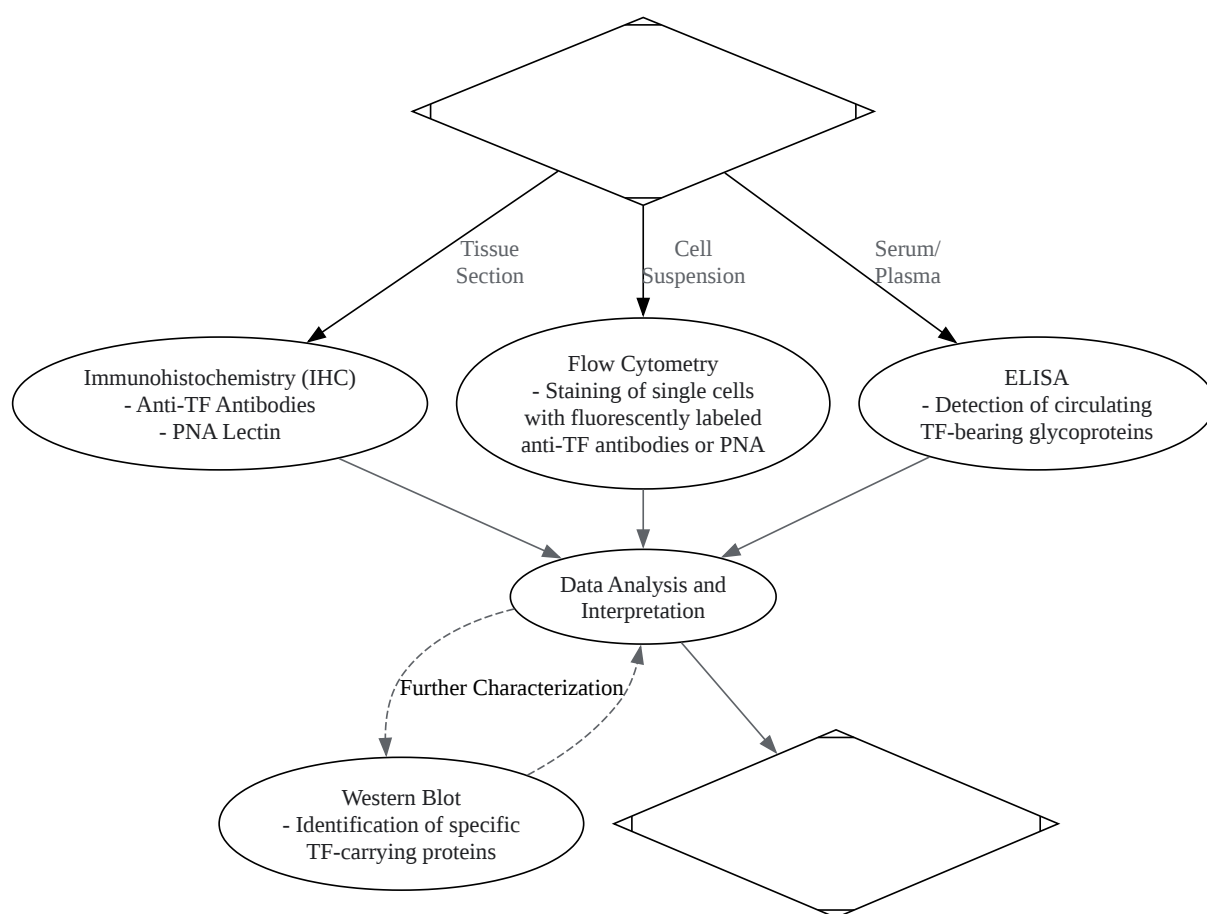 Tissue
Section
Cell
Suspension
Serum/
Plasma
Immunohistochemistry (IHC)
- Anti-TF Antibodies
- PNA Lectin
Flow Cytometry
- Staining of single cells
with fluorescently labeled
anti-TF antibodies or PNA
ELISA
- Detection of circulating
TF-bearing glycoproteins
Data Analysis and
Interpretation
Further Characterization
Western Blot
- Identification of specific
TF-carrying proteins